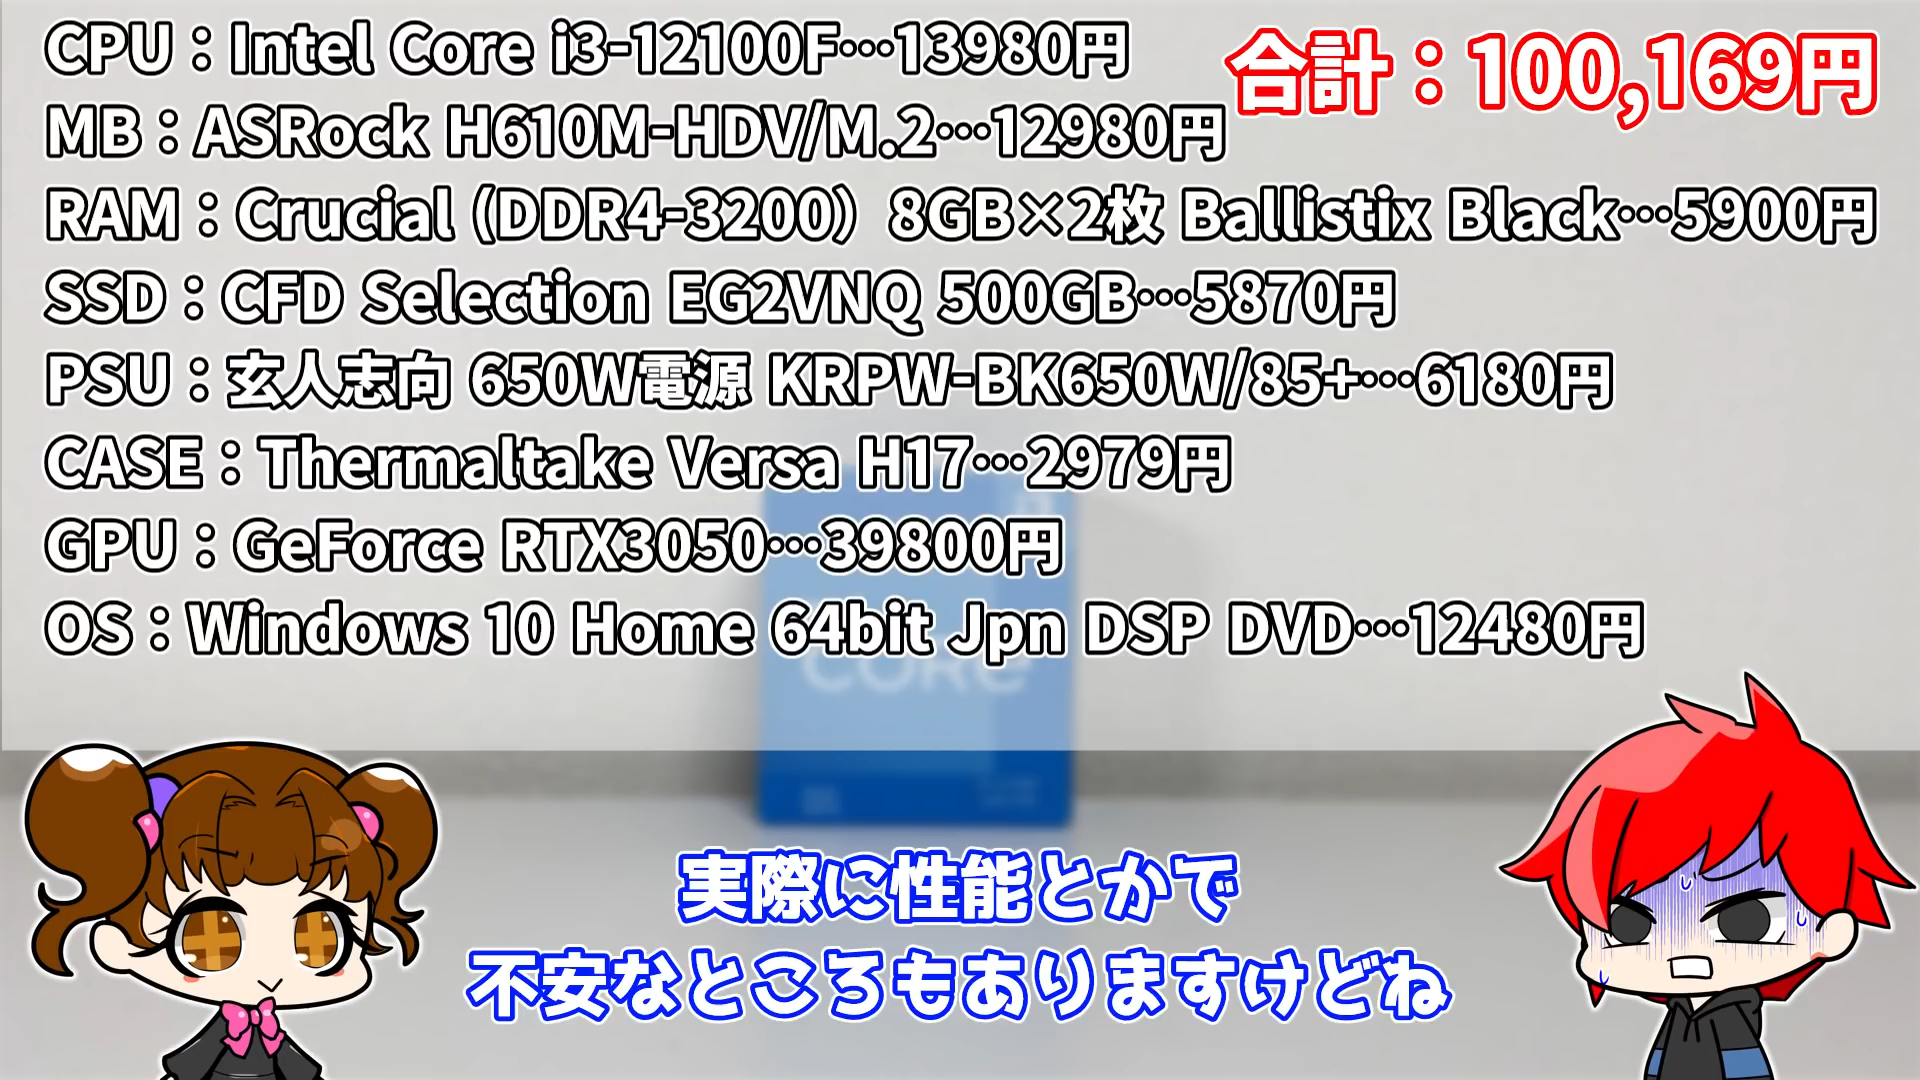 CPU：Intel Core i3-12100F…13980円
合計：100,169円
MB：ASRock H610M-HDV/M.2…12980円
RAM：Crucial (DDR4-3200）8GB×2枚 Ballistix Black…5900円
SSD：CFD Selection EG2VNQ 500GB…5870円
PSU：玄人志向 650W電源 KRPW-BK650W/85+…6180円
CASE：Thermaltake Versa H17…2979円
GPU：GeForce RTX3050…39800円
OS：Windows 10 Home 64bit Jpn DSP DVD…12480円
CORe
実際に性能とかで
不安なところもありますけどね